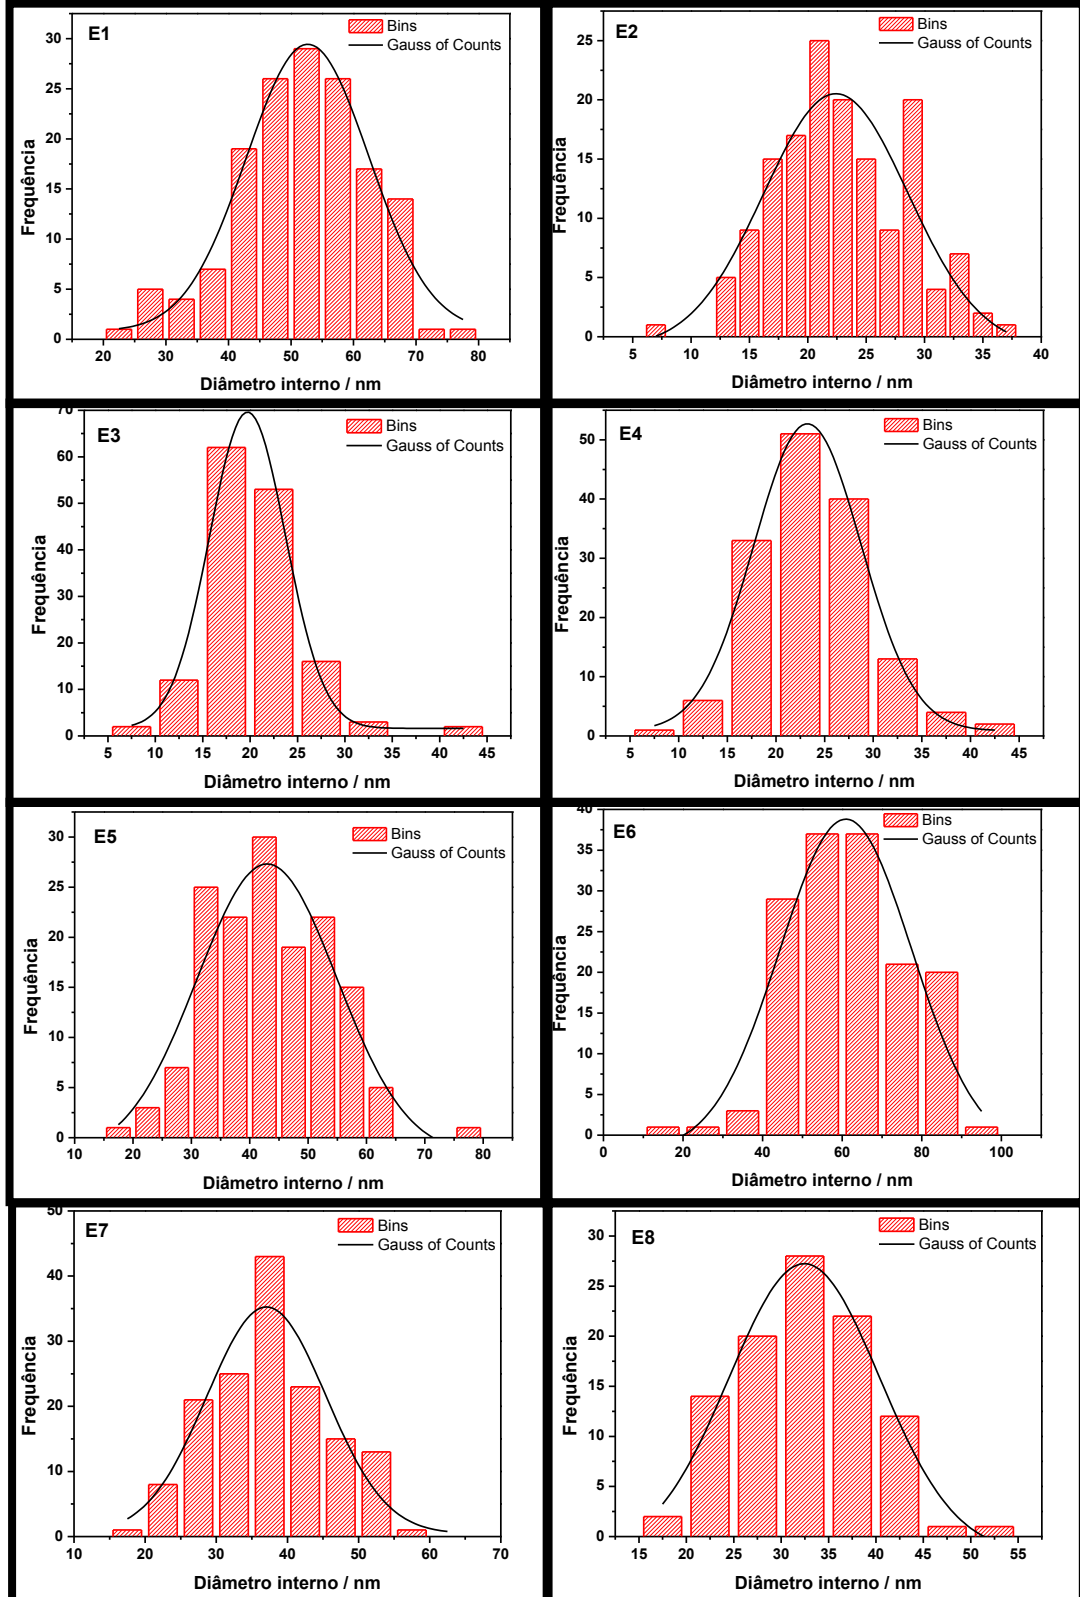 E1
Bins
Gauss of Counts
30
25
20
15
10
5
0
20 30 40 50 60 70 80
Frequência
Diâmetro interno / nm
E2
Bins
Gauss of Counts
25
20
15
10
5
0
5 10 15 20 25 30 35 40
Frequência
Diâmetro interno / nm
E3
Bins
Gauss of Counts
70
60
50
40
30
20
10
0
5 10 15 20 25 30 35 40 45
Frequência
Diâmetro interno / nm
E4
Bins
Gauss of Counts
50
40
30
20
10
0
5 10 15 20 25 30 35 40 45
Frequência
Diâmetro interno / nm
E5
Bins
Gauss of Counts
30
25
20
15
10
5
0
10 20 30 40 50 60 70 80
Frequência
Diâmetro interno / nm
E6
Bins
Gauss of Counts
40
35
30
25
20
15
10
5
0
0 20 40 60 80 100
Frequência
Diâmetro interno / nm
E7
Bins
Gauss of Counts
50
40
30
20
10
0
10 20 30 40 50 60 70
Frequência
Diâmetro interno / nm
E8
Bins
Gauss of Counts
30
25
20
15
10
5
0
15 20 25 30 35 40 45 50 55
Frequência
Diâmetro interno / nm